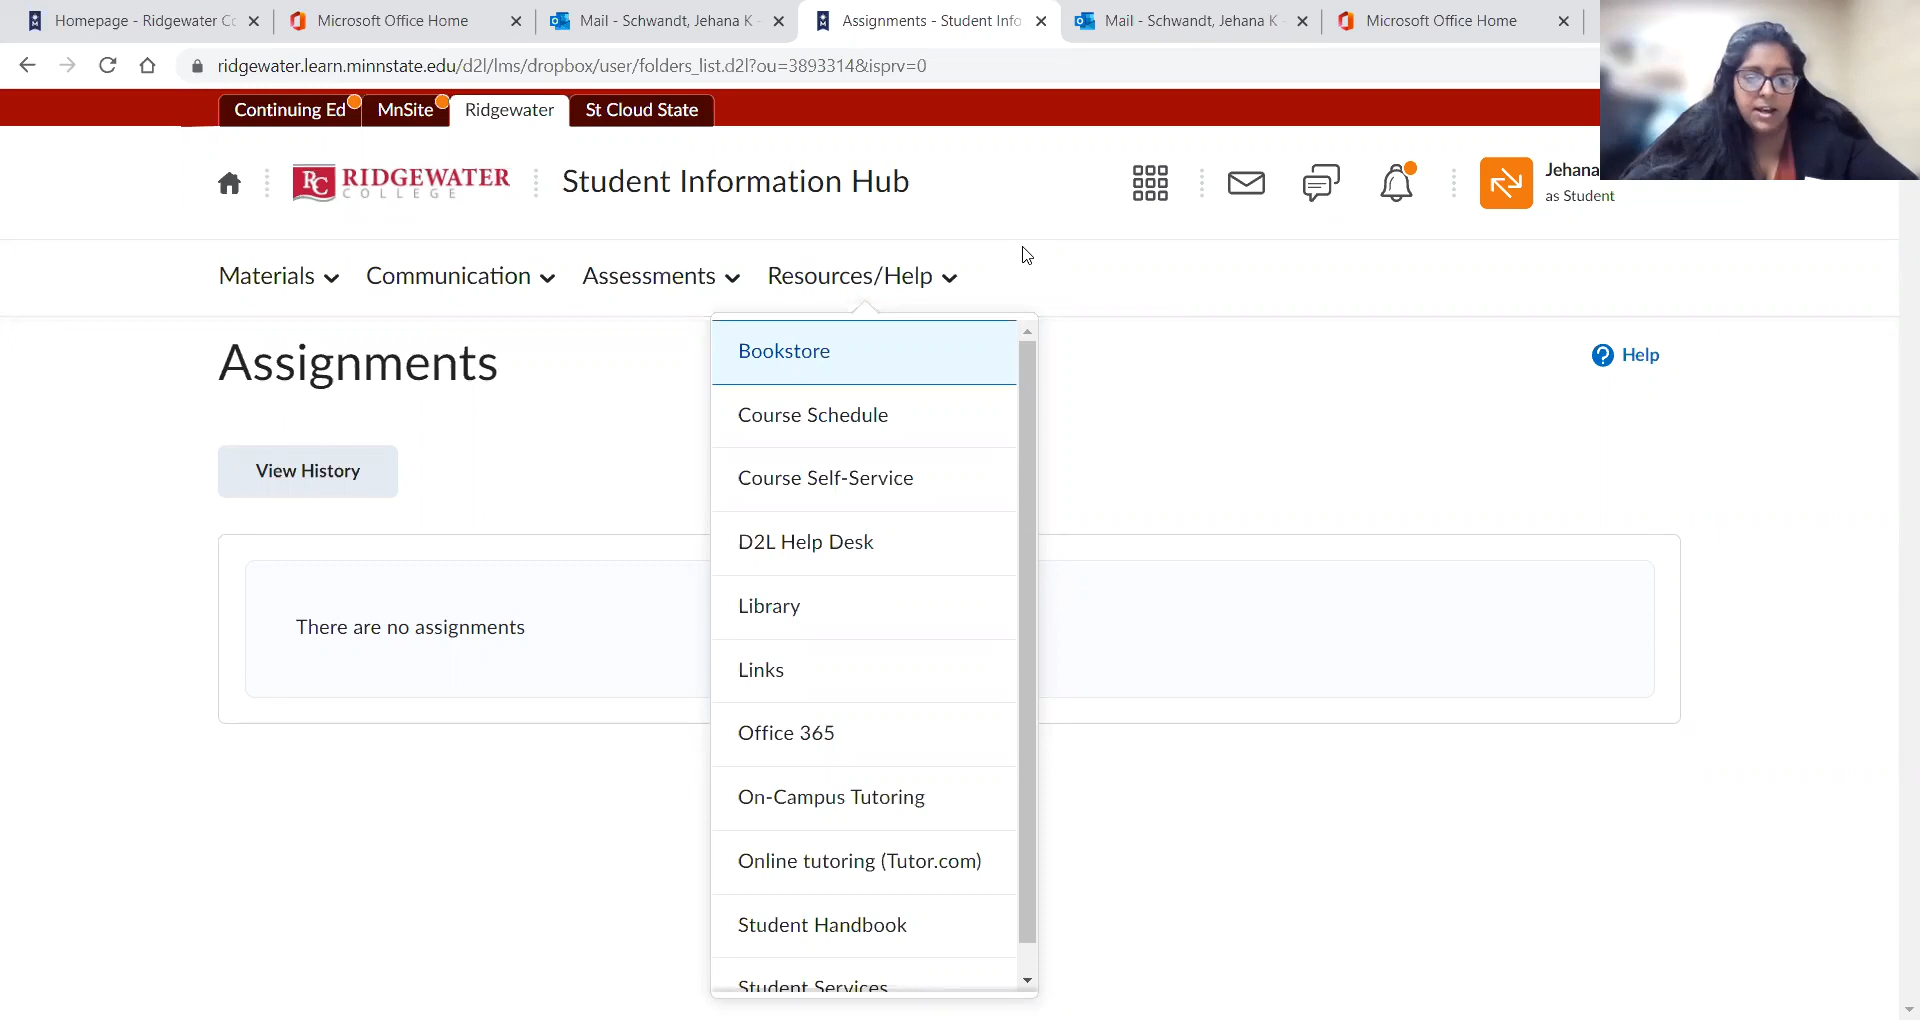 Homepage - Ridgewater Co
Microsoft Office Home
Mail - Schwandt, Jehana K -
Assignments - Student Info
Mail - Schwandt, Jehana K -
Microsoft Office Home
ridgewater.learn.minnstate.edu/d2l/lms/dropbox/user/folders_list.d2l?ou=3893314&isprv=0
Continuing Ed
MnSite
Ridgewater
St Cloud State
RC RIDGEWATER
COLLEGE
Student Information Hub
Jehana
as Student
Materials
Communication
Assessments
Resources/Help
Assignments
Help
View History
There are no assignments
Bookstore
Course Schedule
Course Self-Service
D2L Help Desk
Library
Links
Office 365
On-Campus Tutoring
Online tutoring (Tutor.com)
Student Handbook
Student Services